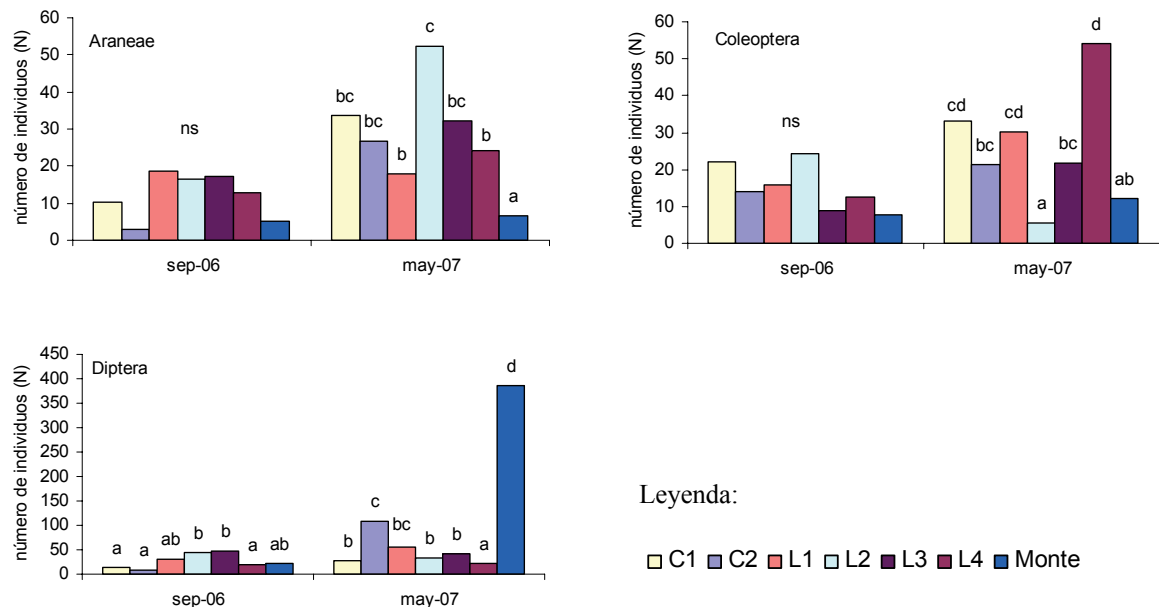 Araneae
número de individuos (N)
60
50
40
30
20
10
0
ns
bc
bc
b
c
bc
b
a
sep-06
may-07
Coleoptera
número de individuos (N)
60
50
40
30
20
10
0
ns
cd
bc
cd
a
bc
d
ab
sep-06
may-07
Diptera
número de individuos (N)
450
400
350
300
250
200
150
100
50
0
a
a
ab
b
b
a
ab
b
c
bc
b
b
a
d
sep-06
may-07
Leyenda:
C1 C2 L1 L2 L3 L4 Monte